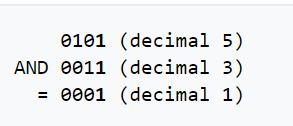 0101 (decimal 5)
AND 0011 (decimal 3)
  = 0001 (decimal 1)